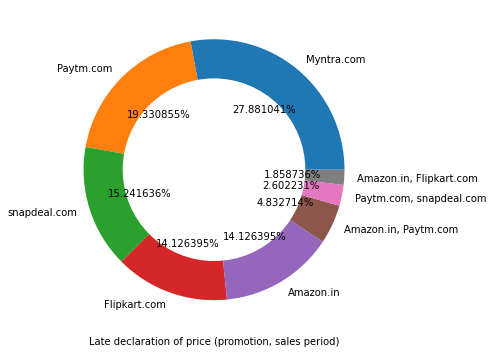 Myntra.com
Paytm.com
27.881041%
19.330855%
1.858736%
Amazon.in, Flipkart.com
2.602231%
Paytm.com, snapdeal.com
15.241636%
4.832714%
snapdeal.com
Amazon.in, Paytm.com
14.126395%
14.126395%
Amazon.in
Flipkart.com
Late declaration of price (promotion, sales period)